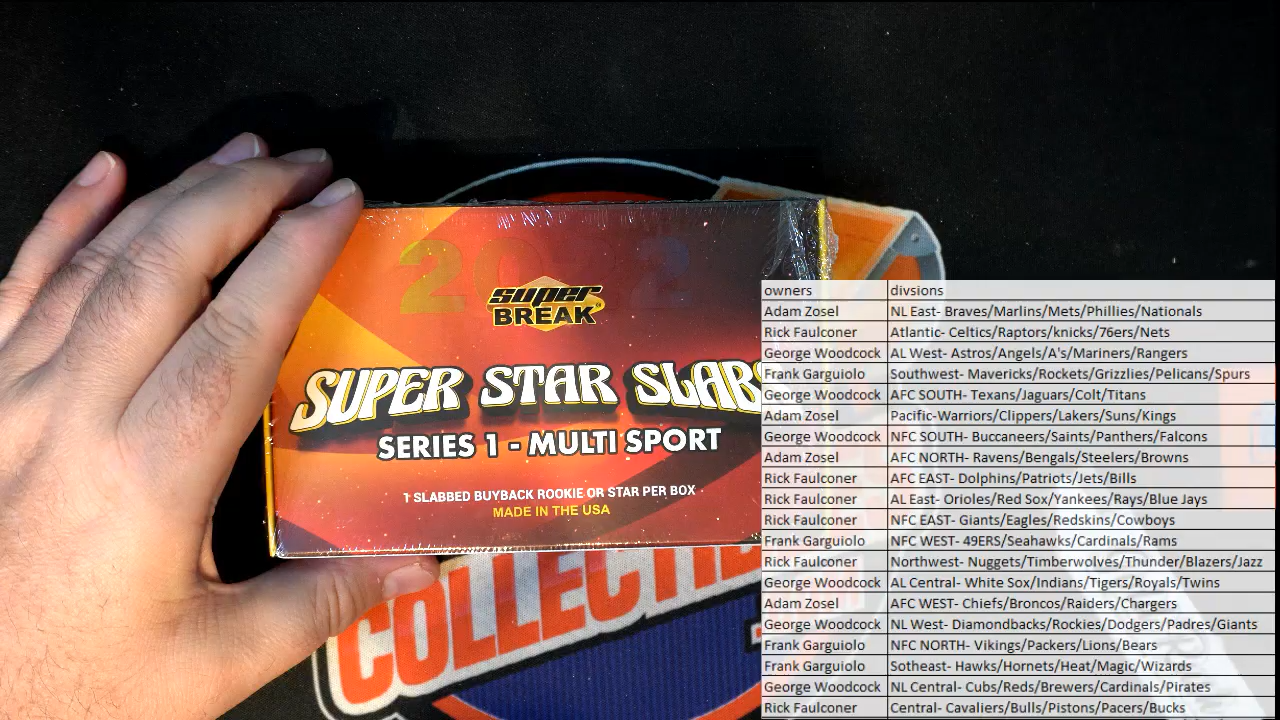 2022
super
BREAK
SUPER STAR SLABS
SERIES 1 - MULTI SPORT
1 SLABBED BUYBACK ROOKIE OR STAR PER BOX
MADE IN THE USA
owners divsions
Adam Zosel NL East- Braves/Marlins/Mets/Phillies/Nationals
Rick Faulconer Atlantic- Celtics/Raptors/knicks/76ers/Nets
George Woodcock AL West- Astros/Angels/A's/Mariners/Rangers
Frank Garguiolo Southwest- Mavericks/Rockets/Grizzlies/Pelicans/Spurs
George Woodcock AFC SOUTH- Texans/Jaguars/Colt/Titans
Adam Zosel Pacific-Warriors/Clippers/Lakers/Suns/Kings
George Woodcock NFC SOUTH- Buccaneers/Saints/Panthers/Falcons
Adam Zosel AFC NORTH- Ravens/Bengals/Steelers/Browns
Rick Faulconer AFC EAST- Dolphins/Patriots/Jets/Bills
Rick Faulconer AL East- Orioles/Red Sox/Yankees/Rays/Blue Jays
Rick Faulconer NFC EAST- Giants/Eagles/Redskins/Cowboys
Frank Garguiolo NFC WEST- 49ERS/Seahawks/Cardinals/Rams
Rick Faulconer Northwest- Nuggets/Timberwolves/Thunder/Blazers/Jazz
George Woodcock AL Central- White Sox/Indians/Tigers/Royals/Twins
Adam Zosel AFC WEST- Chiefs/Broncos/Raiders/Chargers
George Woodcock NL West- Diamondbacks/Rockies/Dodgers/Padres/Giants
Frank Garguiolo NFC NORTH- Vikings/Packers/Lions/Bears
Frank Garguiolo Sotheast- Hawks/Hornets/Heat/Magic/Wizards
George Woodcock NL Central- Cubs/Reds/Brewers/Cardinals/Pirates
Rick Faulconer Central- Cavaliers/Bulls/Pistons/Pacers/Bucks